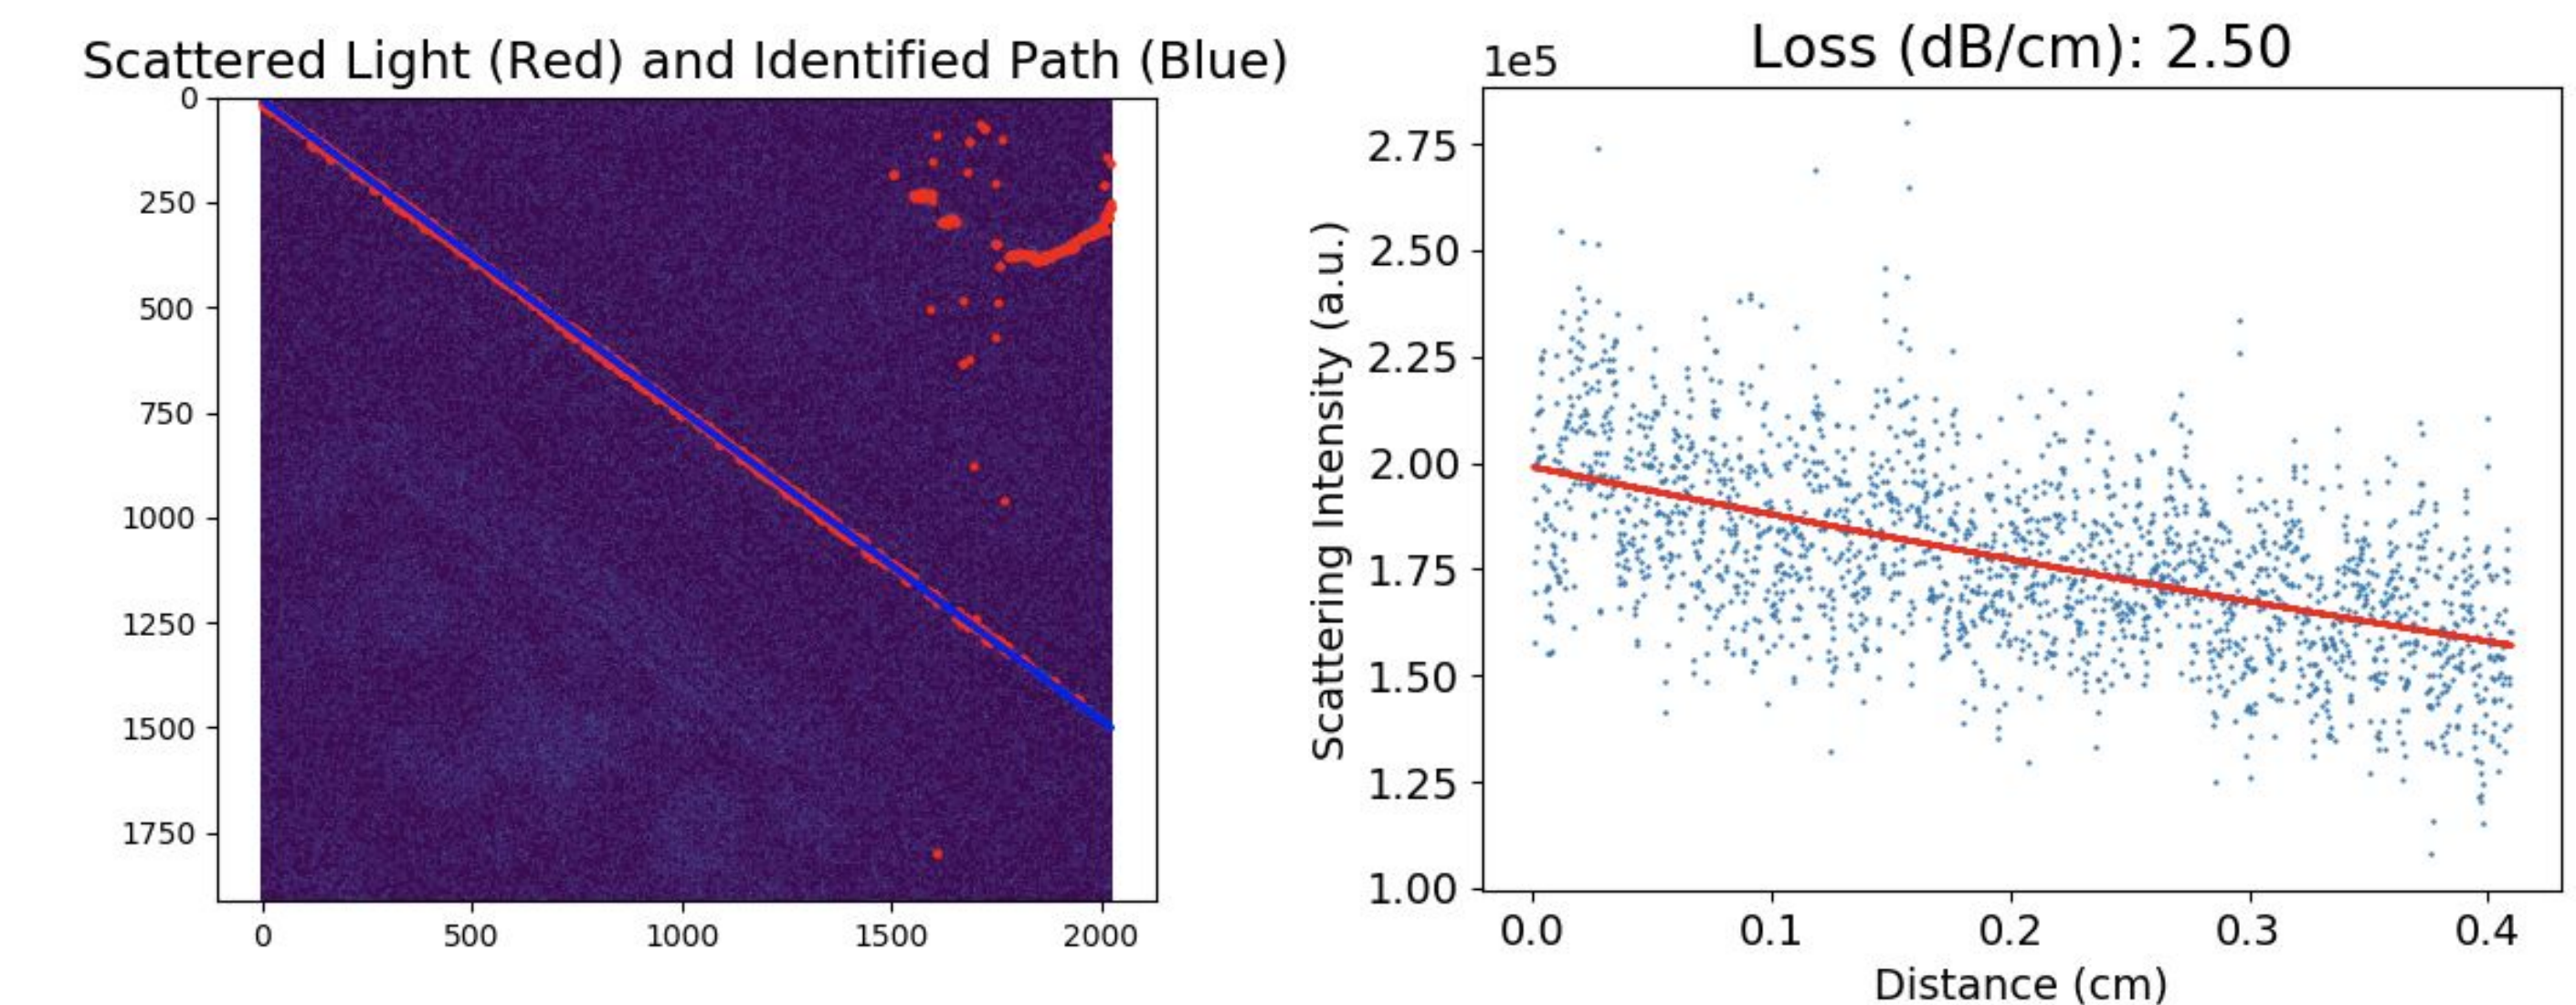 Scattered Light (Red) and Identified Path (Blue)
0
250
500
750
1000
1250
1500
1750
0 500 1000 1500 2000
Loss (dB/cm): 2.50
1e5
Scattering Intensity (a.u.)
2.75
2.50
2.25
2.00
1.75
1.50
1.25
1.00
0.0 0.1 0.2 0.3 0.4
Distance (cm)